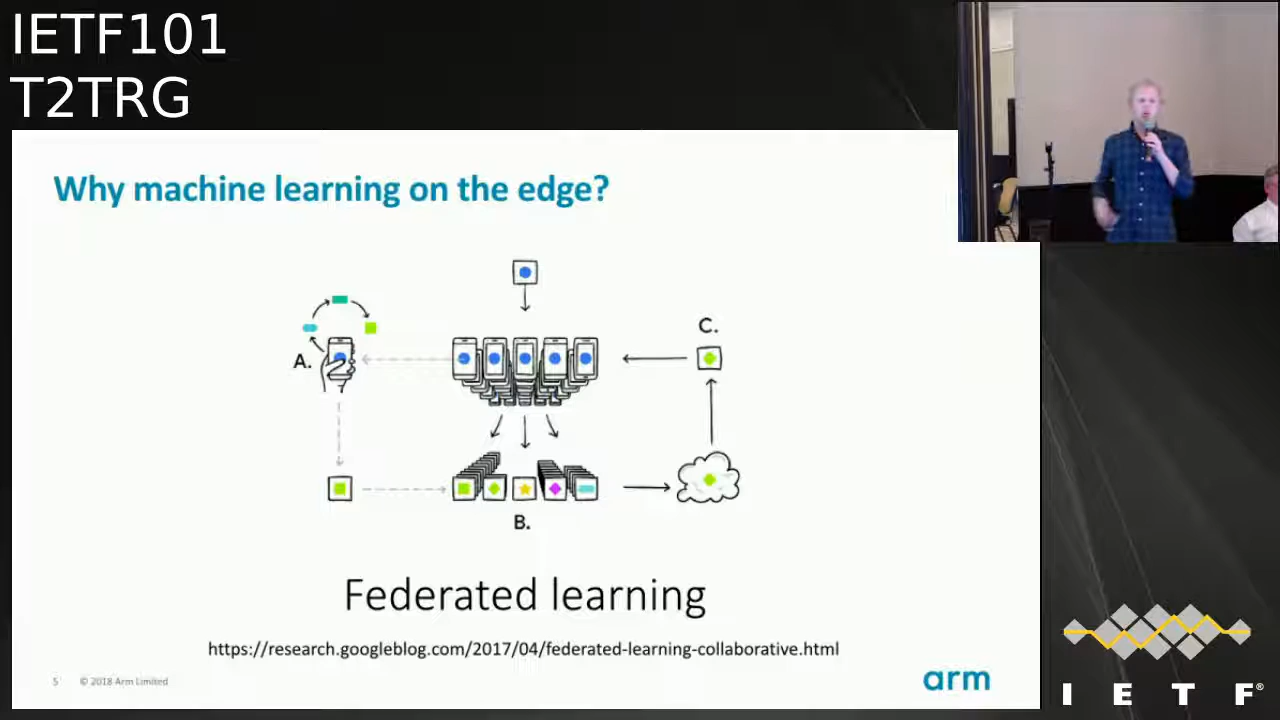 IETF101
T2TRG
Why machine learning on the edge?
A.
C.
B.
Federated learning
https://research.googleblog.com/2017/04/federated-learning-collaborative.html
5 © 2018 Arm Limited
arm
I E T F®